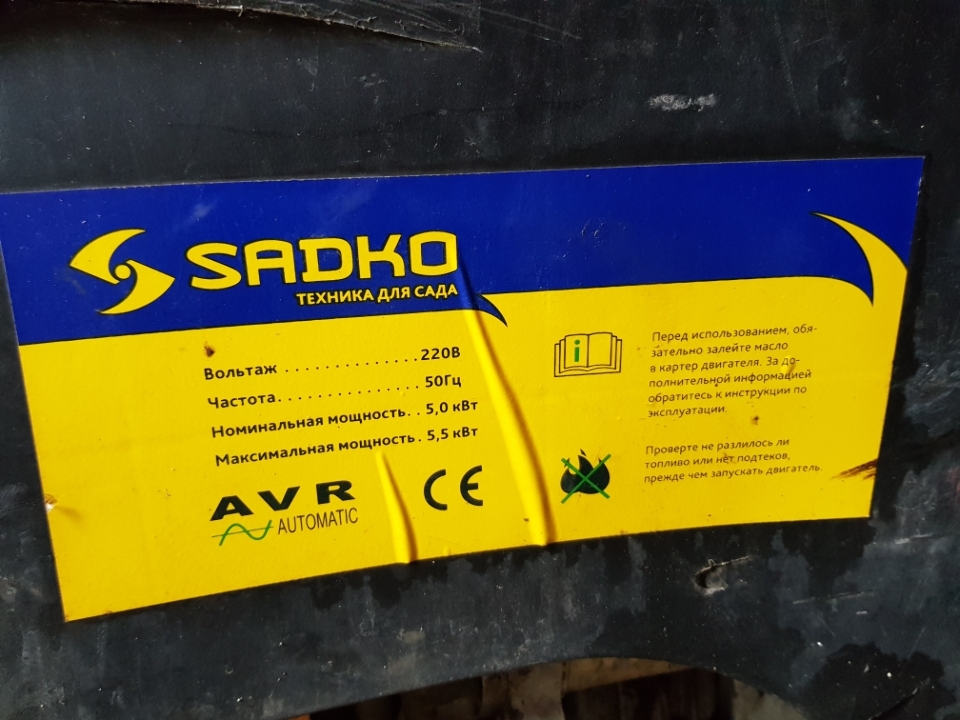 SADKO
ТЕХНИКА ДЛЯ САДА
Вольтаж . . . . . . . . . . . . 220В
Частота. . . . . . . . . . . . . 50Гц
Номинальная мощность. . 5,0 кВт
Максимальная мощность . 5,5 кВт
AVR
AUTOMATIC
CE
i
Перед использованием, обя-
зательно залейте масло
в картер двигателя. За до-
полнительной информацией
обратитесь к инструкции по
эксплуатации.
Проверте не разлилось ли
топливо или нет подтеков,
прежде чем запускать двигатель.